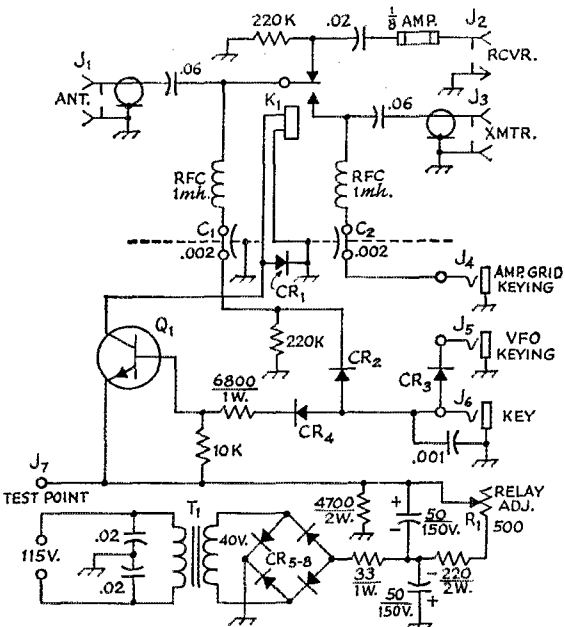 220K
.02
1/8 AMP.
J2
RCVR.
J1
.06
ANT.
K1
.06
J3
XMTR.
RFC
1mh.
RFC
1mh.
C1
.002
C2
.002
J4
AMP. GRID
KEYING
CR1
Q1
220K
CR2
J5
VFO
KEYING
CR3
J6
KEY
6800
1W.
CR4
.001
10K
J7
TEST POINT
T1
4700
2W.
+
-
50
150V.
R1
RELAY
ADJ.
500
115V.
.02
.02
40V.
CR5-8
33
1W.
50
150V.
-
+
220
2W.